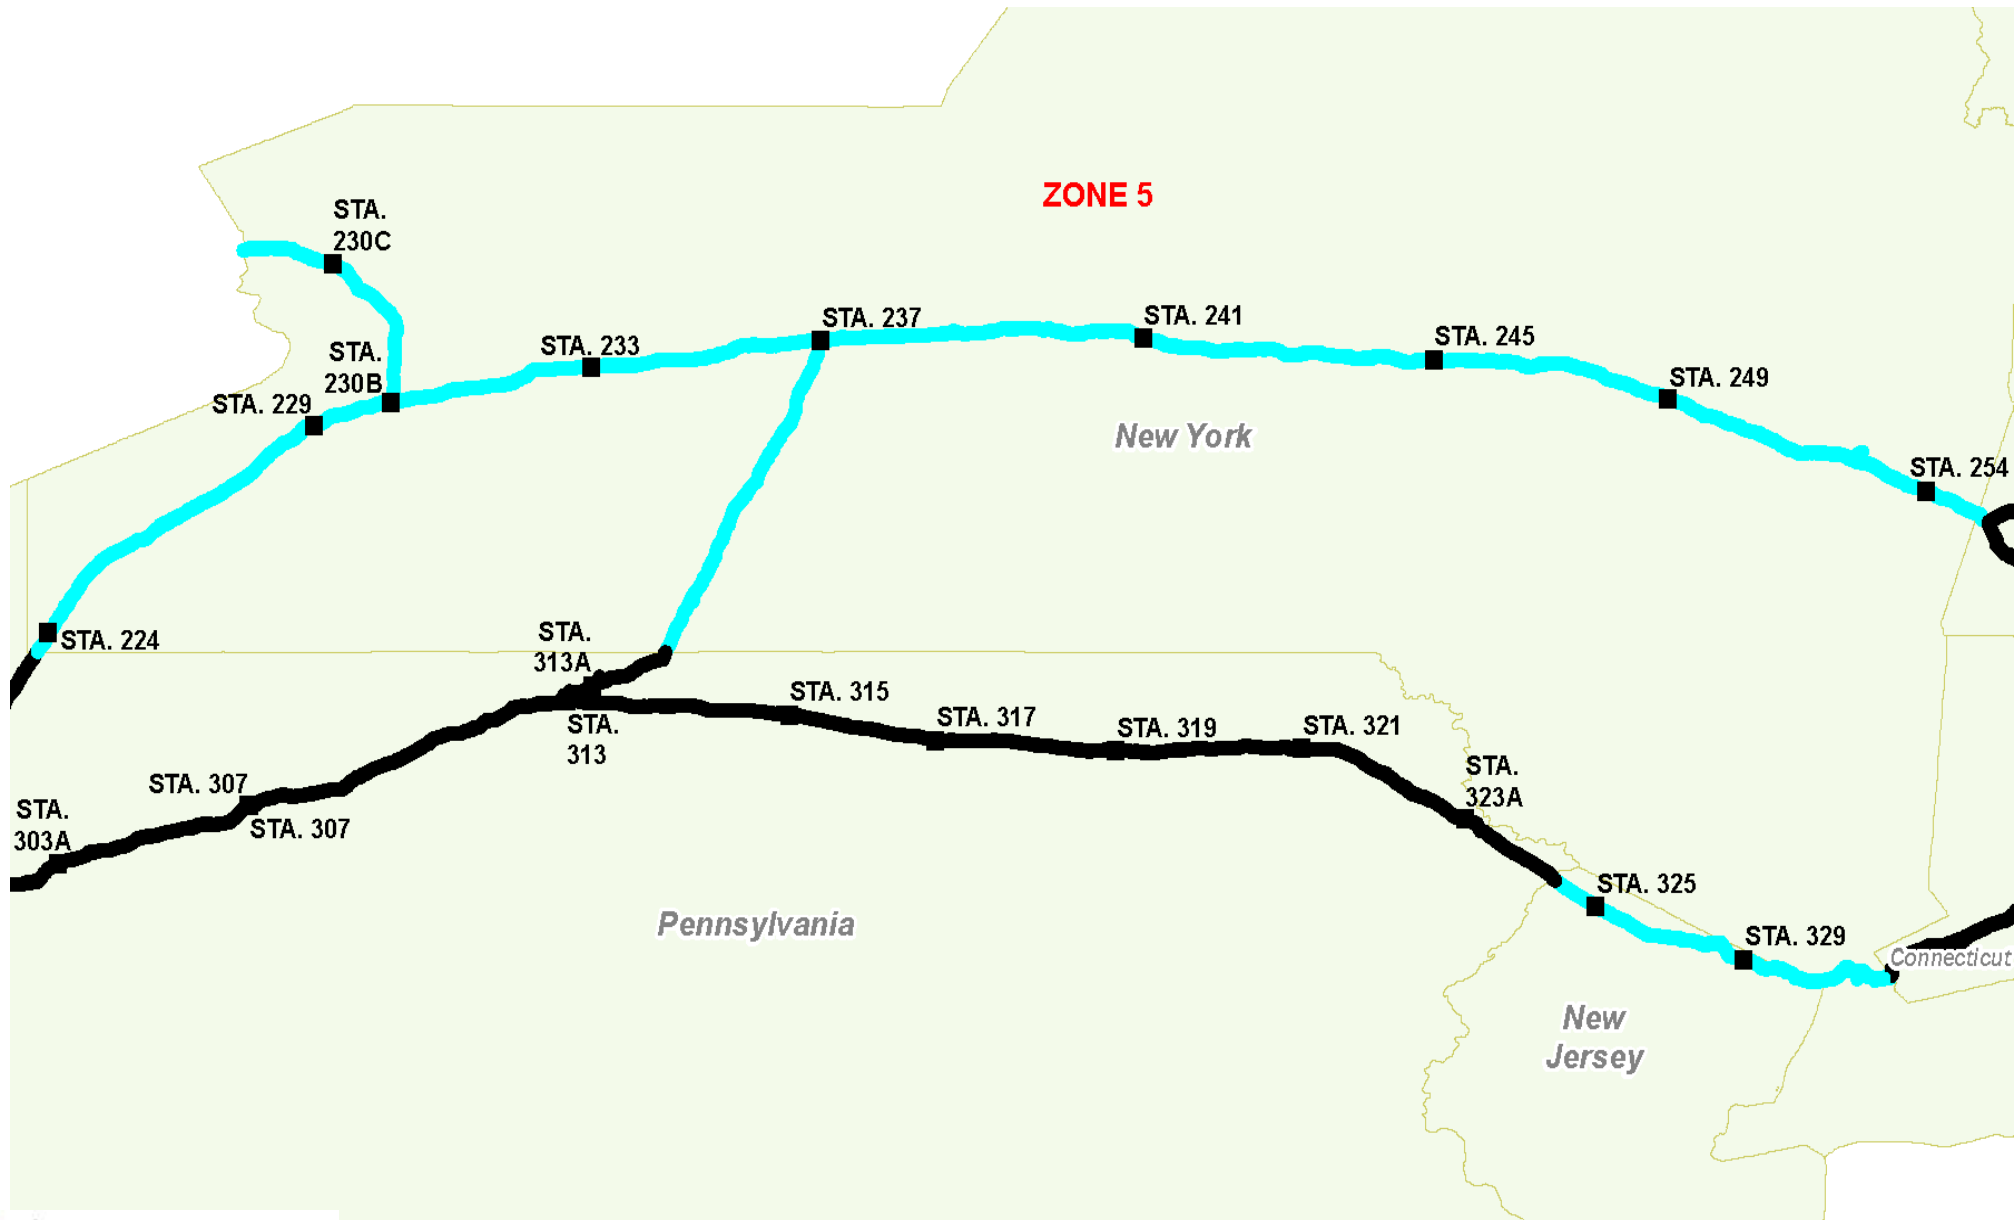 ZONE 5
STA.
230C
STA. 237
STA. 241
STA. 233
STA. 245
STA.
230B
STA. 249
STA. 229
New York
STA. 254
STA. 224
STA.
313A
STA. 315
STA. 317
STA. 319
STA. 321
STA.
313
STA.
323A
STA. 307
STA.
303A
STA. 307
STA. 325
Pennsylvania
STA. 329
Connecticut
New
Jersey